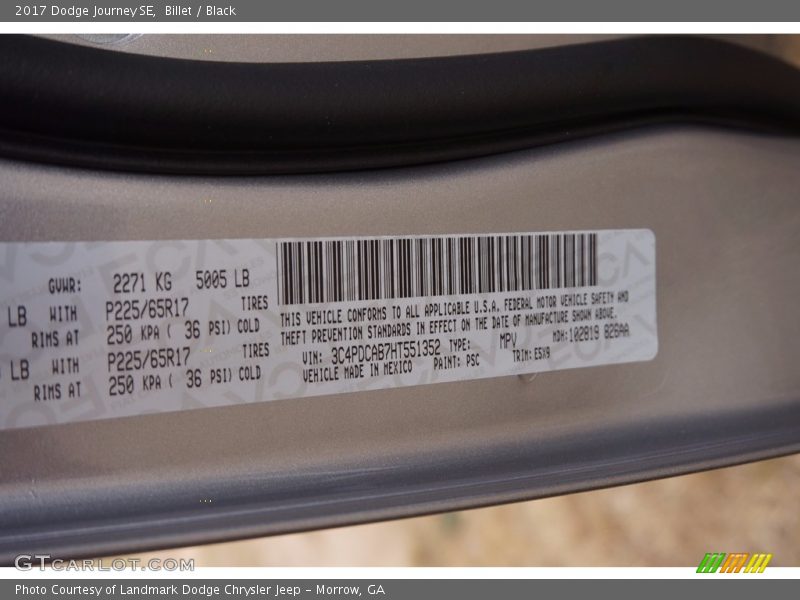 2017 Dodge Journey SE, Billet / Black
GVWR: 2271 KG 5005 LB
LB WITH P225/65R17 TIRES
RIMS AT 250 KPA ( 36 PSI) COLD
LB WITH P225/65R17 TIRES
RIMS AT 250 KPA ( 36 PSI) COLD
THIS VEHICLE CONFORMS TO ALL APPLICABLE U.S.A. FEDERAL MOTOR VEHICLE SAFETY AND
THEFT PREVENTION STANDARDS IN EFFECT ON THE DATE OF MANUFACTURE SHOWN ABOVE.
VIN: 3C4PDCAB7HT551352 TYPE: MPV MDH:102819 826AA
VEHICLE MADE IN MEXICO PAINT: PSC TRIM:E5X9
GTCARLOT.COM
Photo Courtesy of Landmark Dodge Chrysler Jeep – Morrow, GA